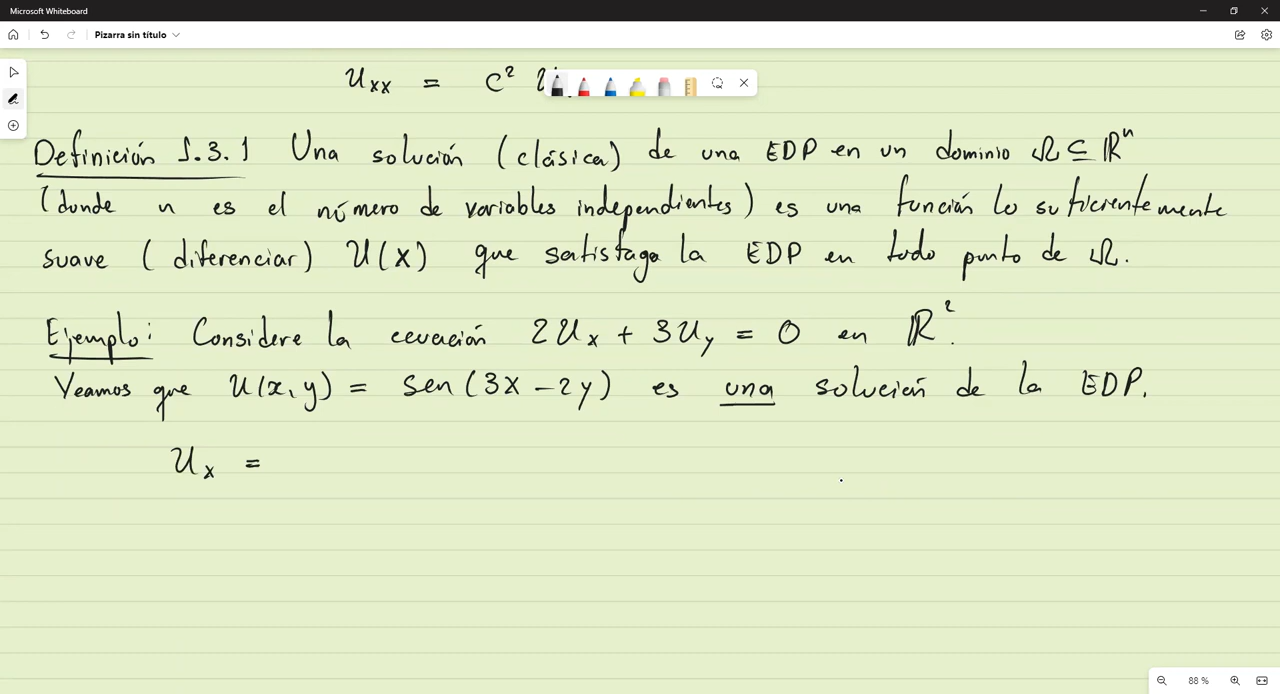 Microsoft Whiteboard
Pizarra sin título
U_xx = C²
Definición 1.3.1 Una solución (clásica) de una EDP en un dominio Ω ⊆ ℝⁿ
(donde n es el número de variables independientes) es una función lo suficientemente
suave (diferenciar) U(x) que satisfaga la EDP en todo punto de Ω.
Ejemplo: Considere la ecuación 2U_x + 3U_y = 0 en ℝ².
Veamos que U(x,y) = sen(3x - 2y) es una solución de la EDP.
U_x =
88 %